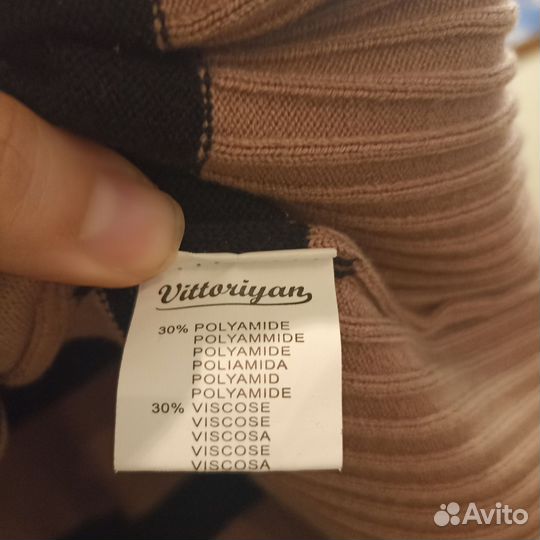 Vittoriyan
30% POLYAMIDE
POLYAMMIDE
POLYAMIDE
POLIAMIDA
POLYAMID
POLYAMIDE
30% VISCOSE
VISCOSE
VISCOSA
VISCOSE
VISCOSA
Avito